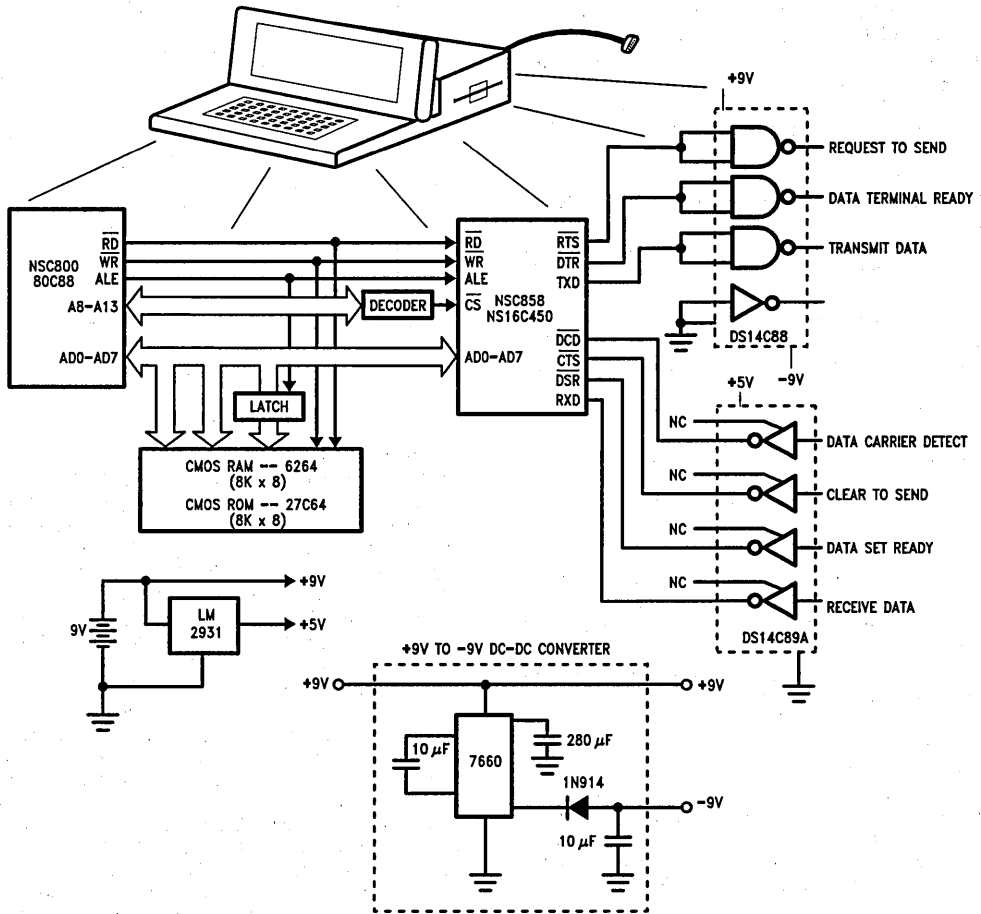 +9V
REQUEST TO SEND
DATA TERMINAL READY
TRANSMIT DATA
DS14C88
-9V
NSC800
80C88
RD
WR
ALE
A8-A13
AD0-AD7
DECODER
LATCH
RD
WR
ALE
CS
AD0-AD7
NSC858
NS16C450
RTS
DTR
TXD
DCD
CTS
DSR
RXD
CMOS RAM -- 6264
(8K x 8)
CMOS ROM -- 27C64
(8K x 8)
+5V
NC
DATA CARRIER DETECT
NC
CLEAR TO SEND
NC
DATA SET READY
NC
RECEIVE DATA
DS14C89A
9V
LM
2931
+9V
+5V
+9V TO -9V DC-DC CONVERTER
+9V
+9V
10 µF
7660
280 µF
1N914
10 µF
-9V